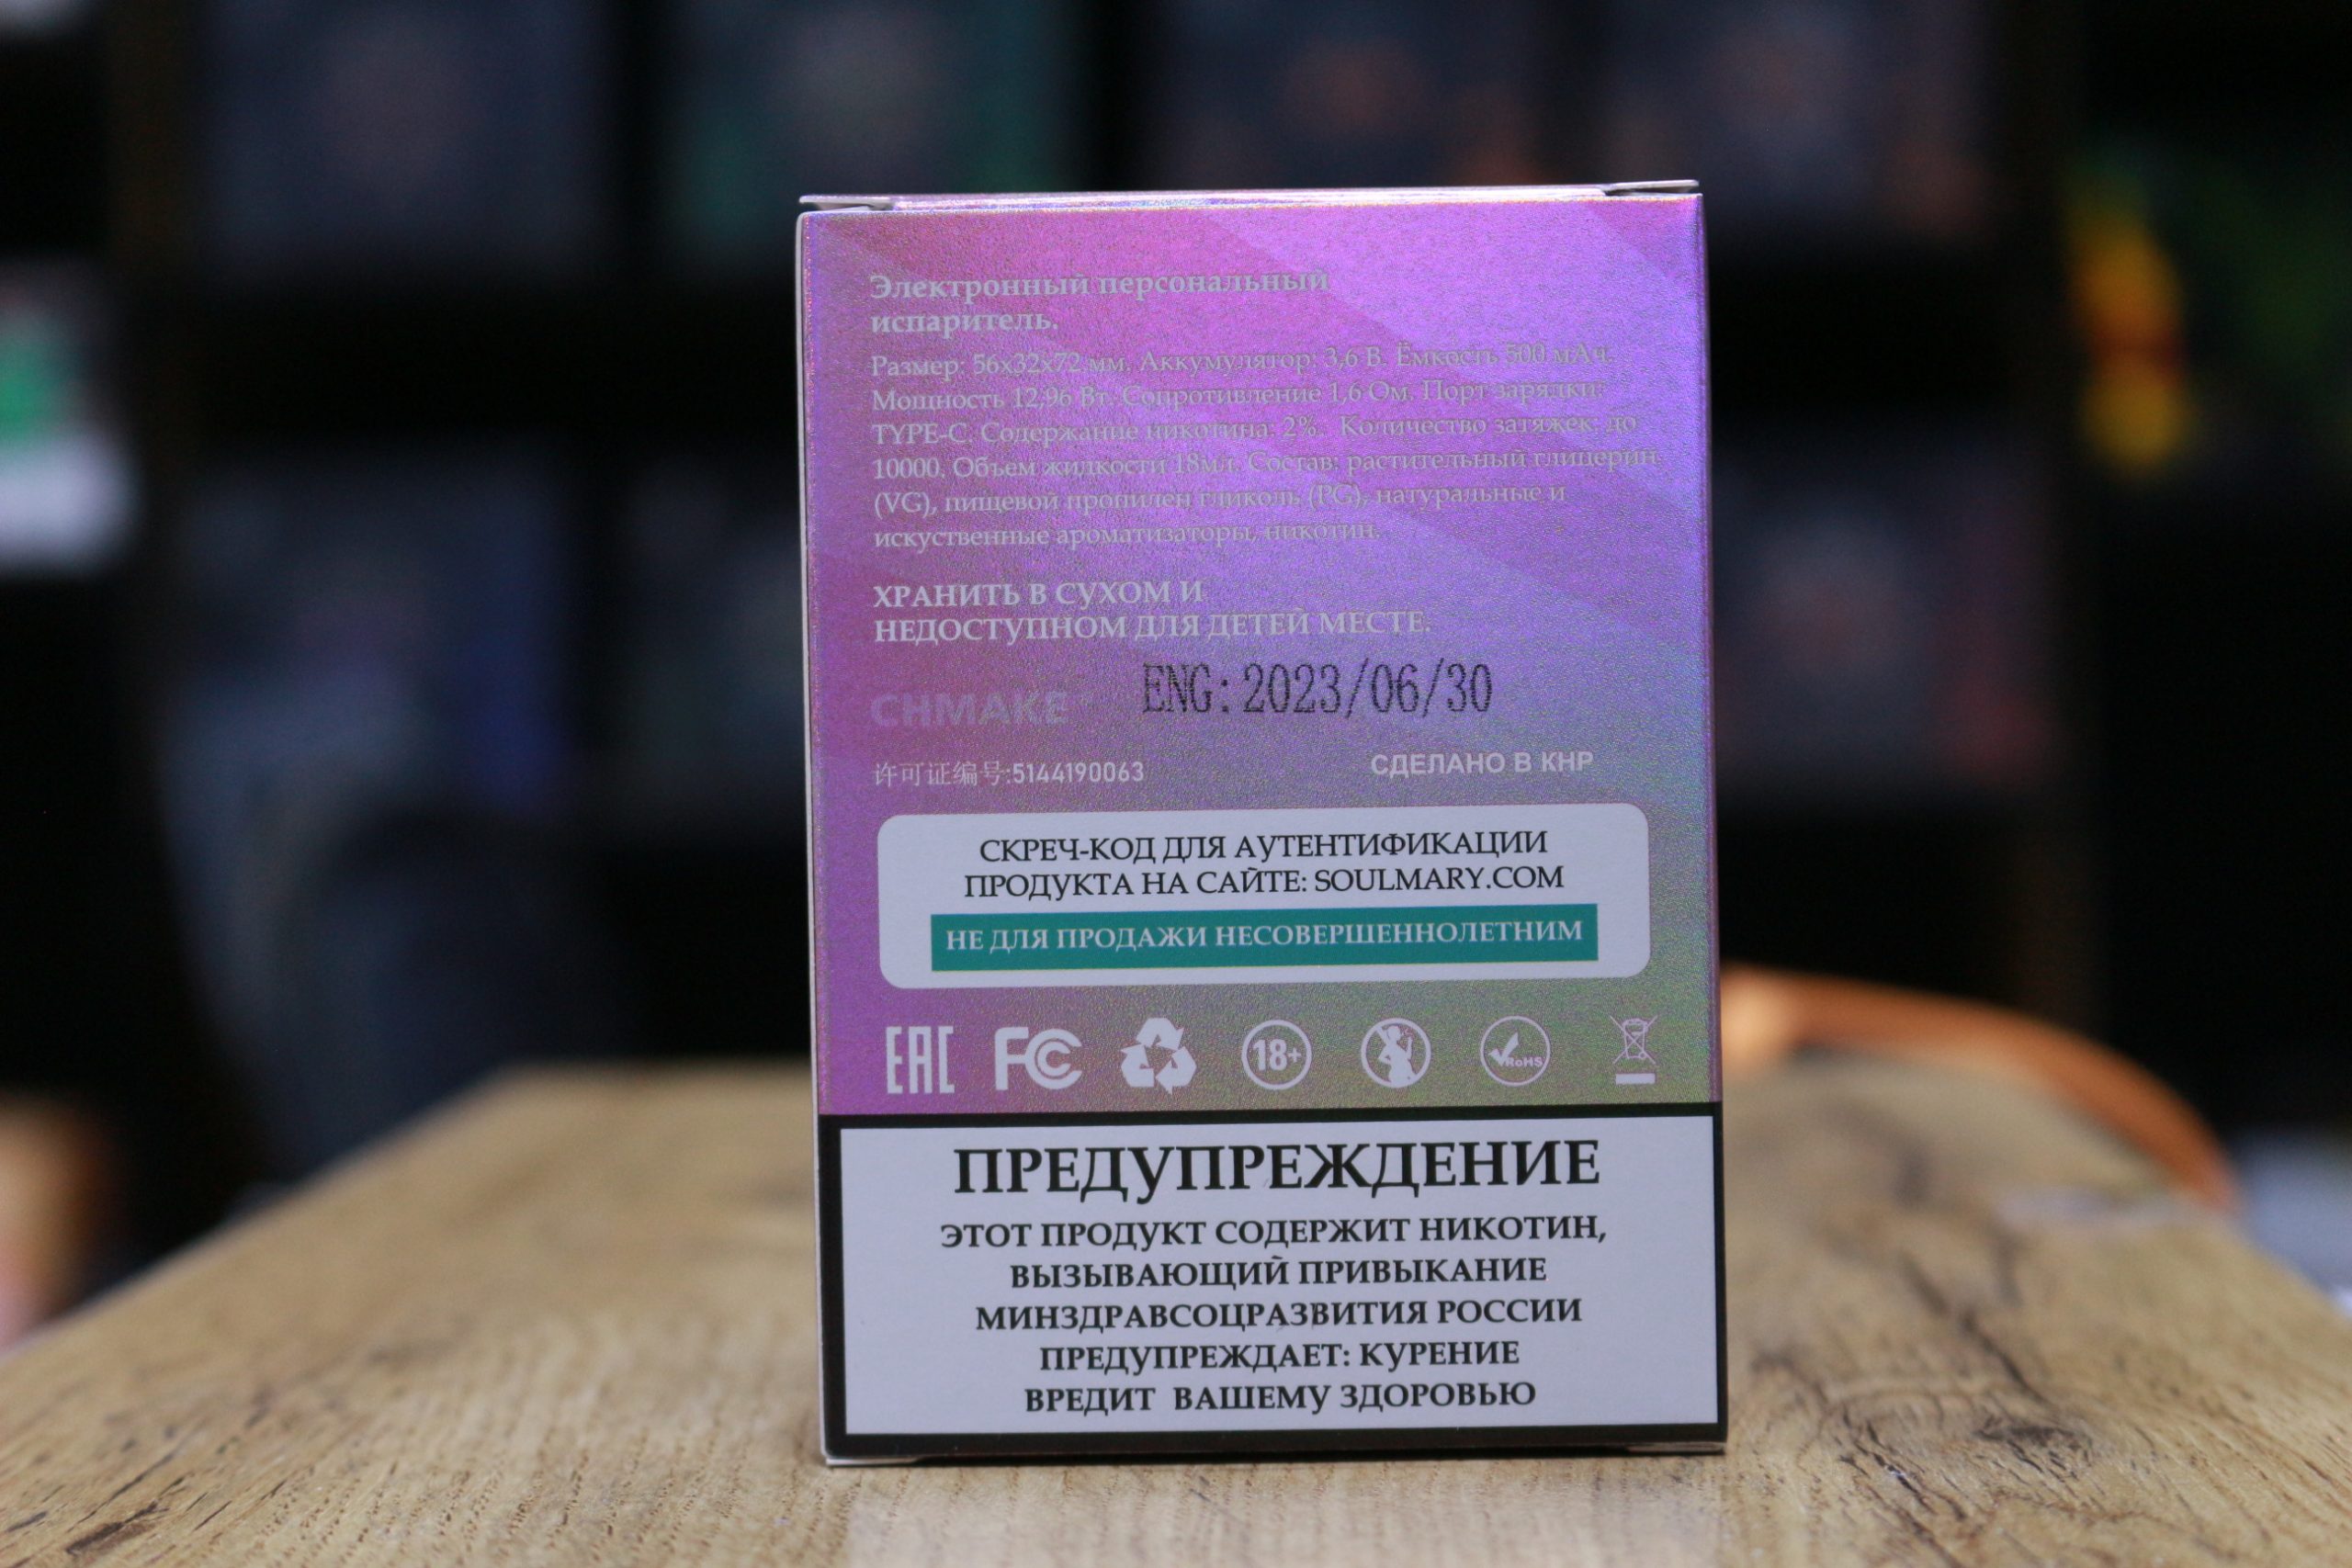 Электронный персональный
испаритель.
Размер: 56x32x72 мм. Аккумулятор: 3,6 В. Ёмкость 500 мАч.
Мощность 12,96 Вт. Сопротивление 1,6 Ом. Порт зарядки:
TYPE-C. Содержание никотина: 2%. Количество затяжек: до
10000. Объем жидкости 18мл. Состав: растительный глицерин
(VG), пищевой пропилен гликоль (PG), натуральные и
искуственные ароматизаторы, никотин.
ХРАНИТЬ В СУХОМ И
НЕДОСТУПНОМ ДЛЯ ДЕТЕЙ МЕСТЕ.
CHMAKE ENG: 2023/06/30
许可证编号:5144190063 СДЕЛАНО В КНР
СКРЕЧ-КОД ДЛЯ АУТЕНТИФИКАЦИИ
ПРОДУКТА НА САЙТЕ: SOULMARY.COM
НЕ ДЛЯ ПРОДАЖИ НЕСОВЕРШЕННОЛЕТНИМ
EAC FC 18+ RoHS
ПРЕДУПРЕЖДЕНИЕ
ЭТОТ ПРОДУКТ СОДЕРЖИТ НИКОТИН,
ВЫЗЫВАЮЩИЙ ПРИВЫКАНИЕ
МИНЗДРАВСОЦРАЗВИТИЯ РОССИИ
ПРЕДУПРЕЖДАЕТ: КУРЕНИЕ
ВРЕДИТ ВАШЕМУ ЗДОРОВЬЮ